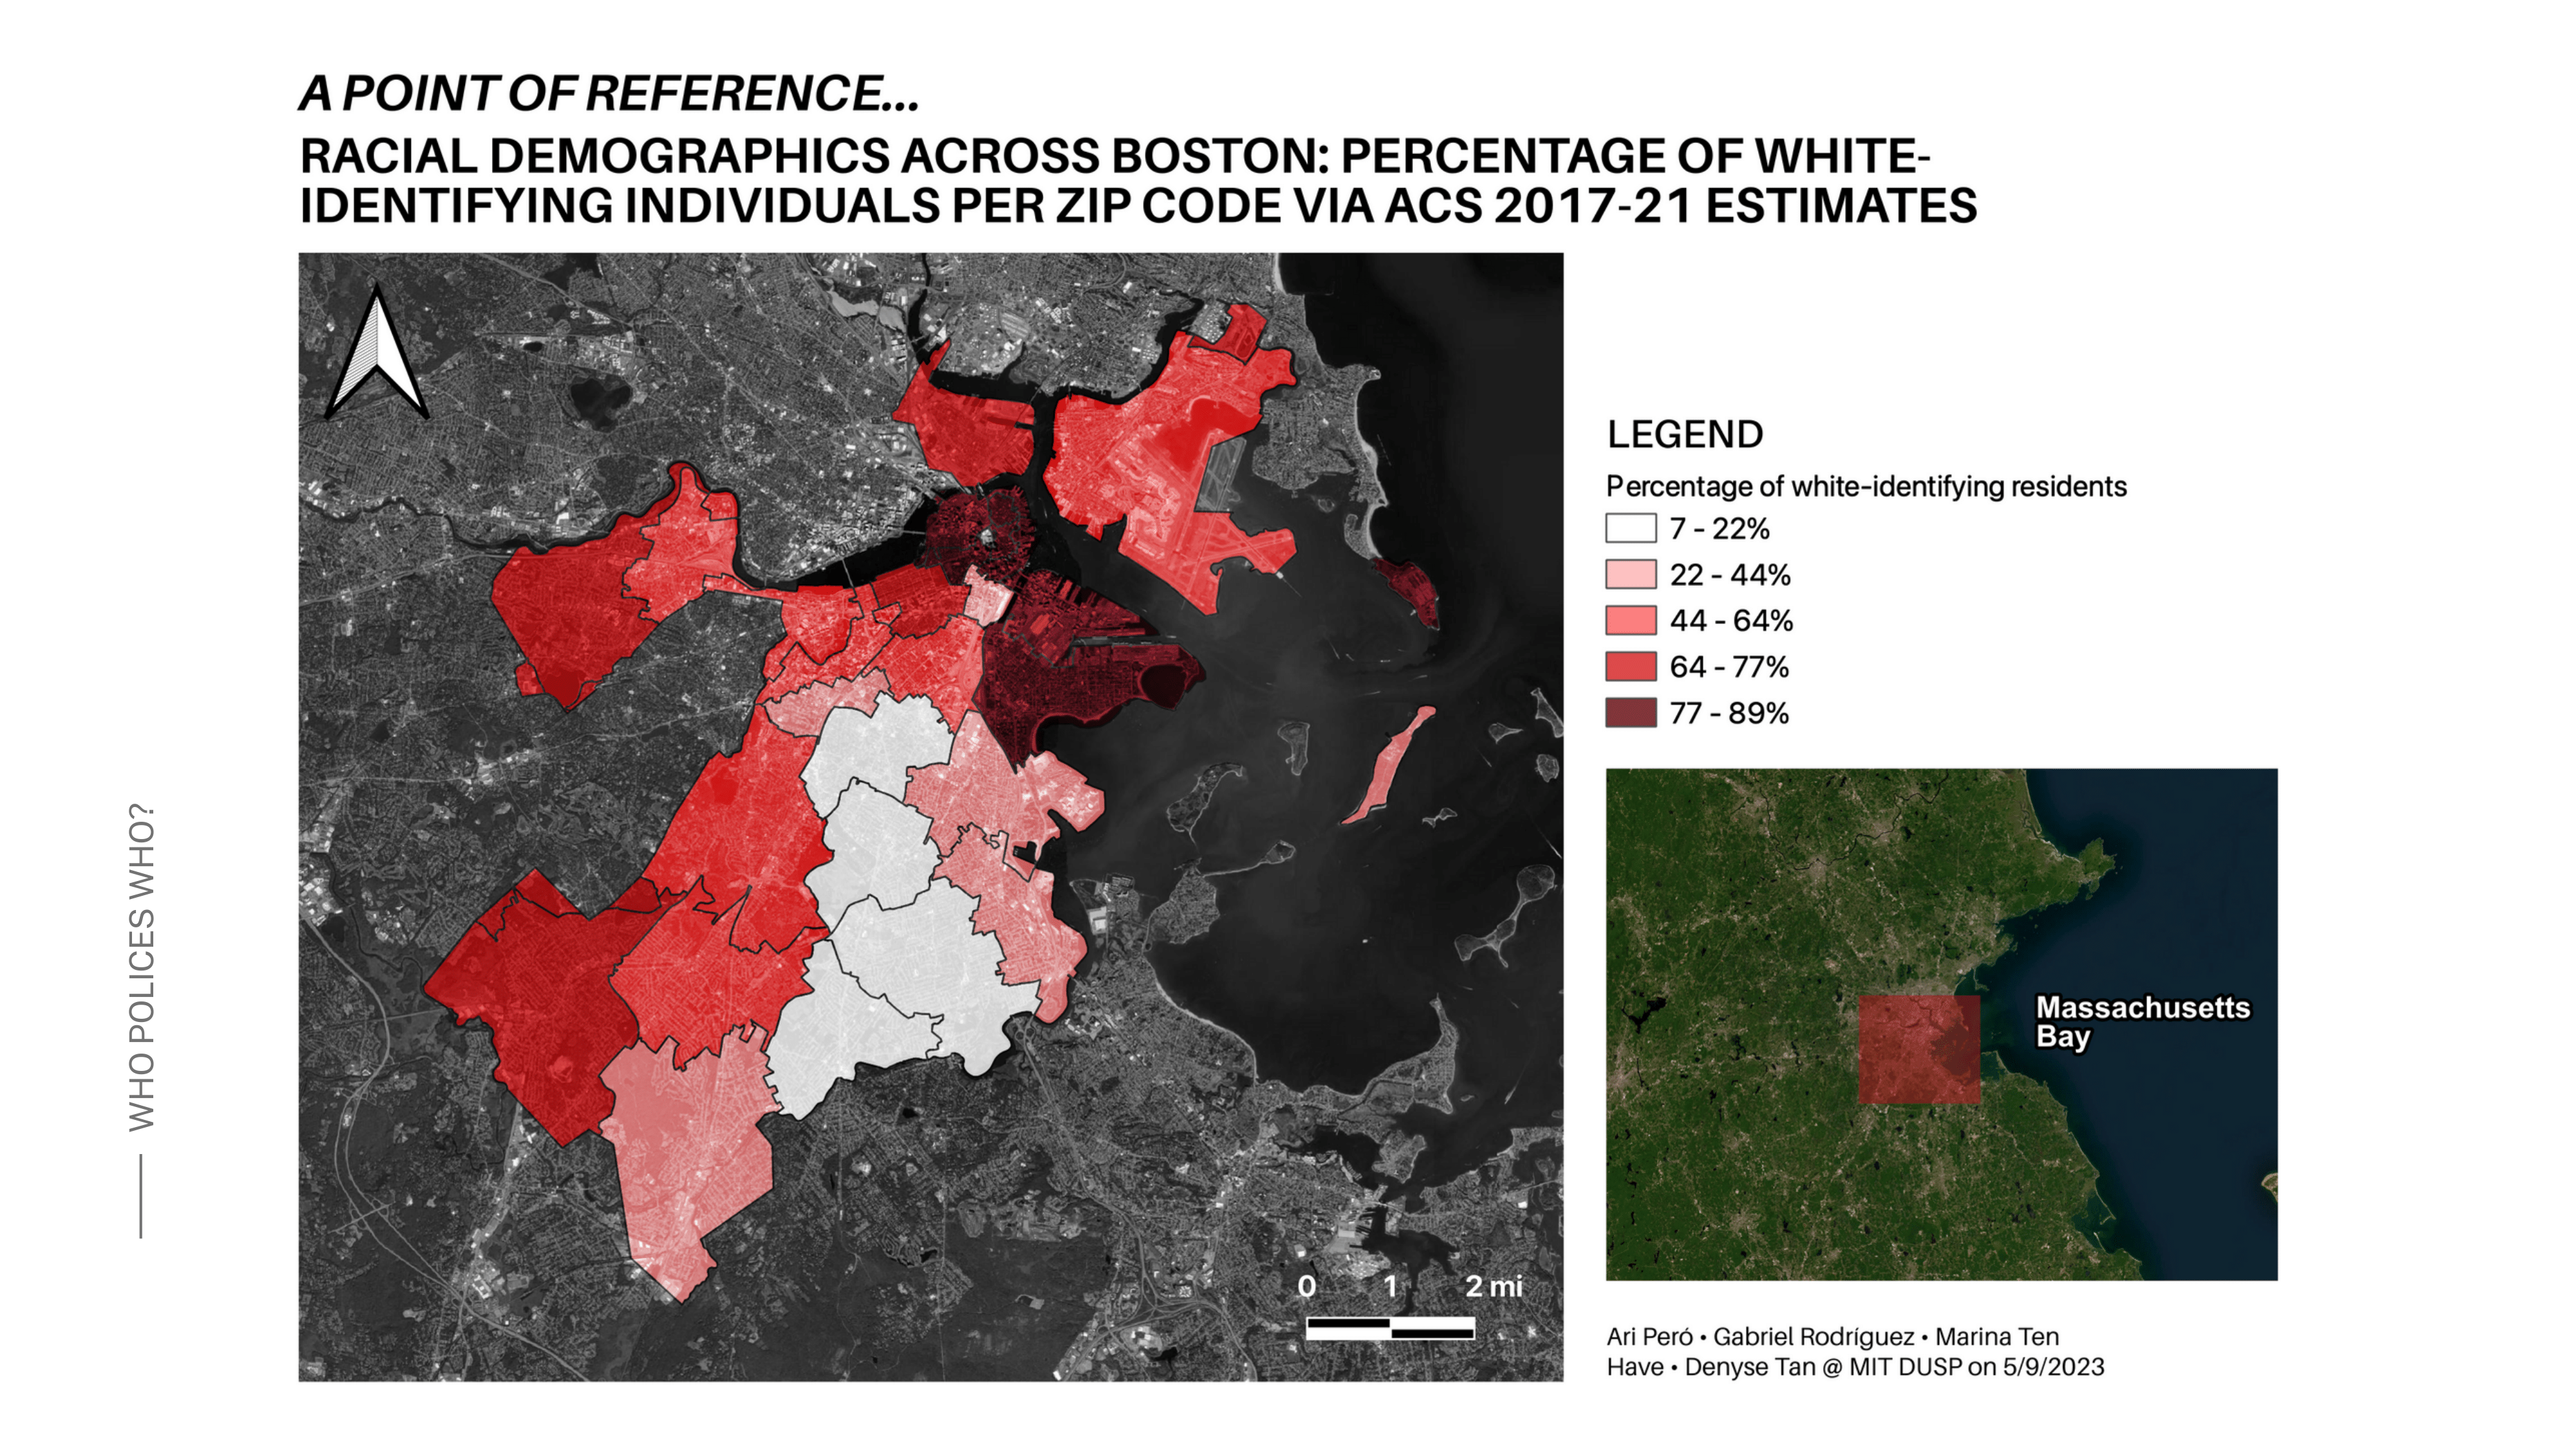 A POINT OF REFERENCE...
RACIAL DEMOGRAPHICS ACROSS BOSTON: PERCENTAGE OF WHITE-
IDENTIFYING INDIVIDUALS PER ZIP CODE VIA ACS 2017-21 ESTIMATES
WHO POLICES WHO?
0 1 2 mi
LEGEND
Percentage of white-identifying residents
7 - 22%
22 - 44%
44 - 64%
64 - 77%
77 - 89%
Massachusetts
Bay
Ari Peró • Gabriel Rodríguez • Marina Ten
Have • Denyse Tan @ MIT DUSP on 5/9/2023